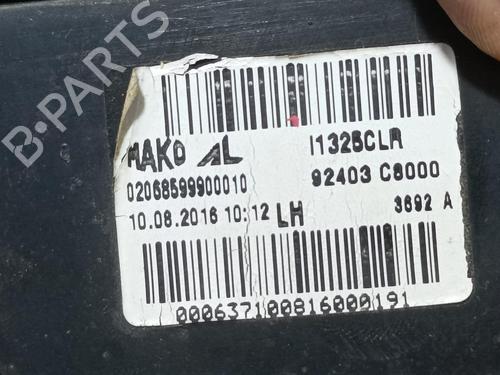 B-PARTS
MAKO AL I1325CLR
02068599900010 92403 C8000
10.08.2016 10:12 LH 3692 A
000637100816000191